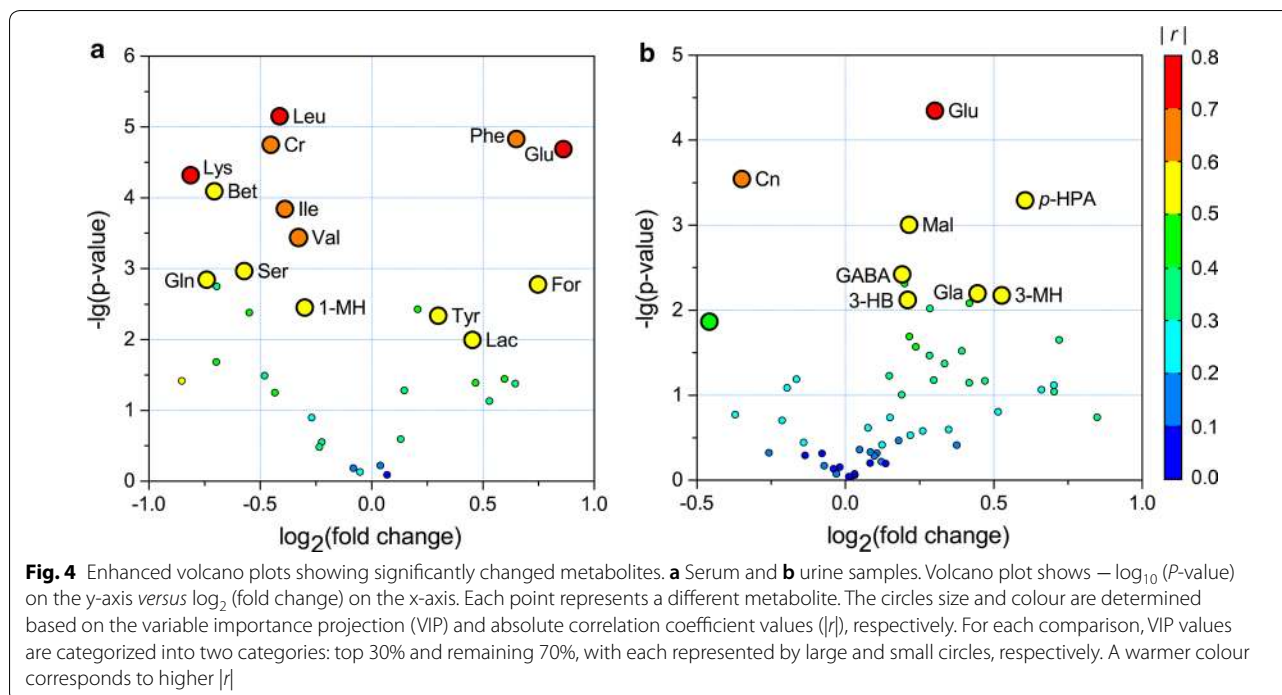 a
6
5
4
3
2
1
0
-lg(p-value)
-1.0 -0.5 0.0 0.5 1.0
log2(fold change)
Leu
Cr
Phe
Glu
Lys
Bet
Ile
Val
Ser
Gln
For
1-MH
Tyr
Lac
b
5
4
3
2
1
0
-lg(p-value)
-0.5 0.0 0.5 1.0
log2(fold change)
Glu
Cn
p-HPA
Mal
GABA
3-HB
Gla
3-MH
| r |
0.8
0.7
0.6
0.5
0.4
0.3
0.2
0.1
0.0
Fig. 4 Enhanced volcano plots showing significantly changed metabolites. a Serum and b urine samples. Volcano plot shows − log10 (P-value)
on the y-axis versus log2 (fold change) on the x-axis. Each point represents a different metabolite. The circles size and colour are determined
based on the variable importance projection (VIP) and absolute correlation coefficient values (|r|), respectively. For each comparison, VIP values
are categorized into two categories: top 30% and remaining 70%, with each represented by large and small circles, respectively. A warmer colour
corresponds to higher |r|